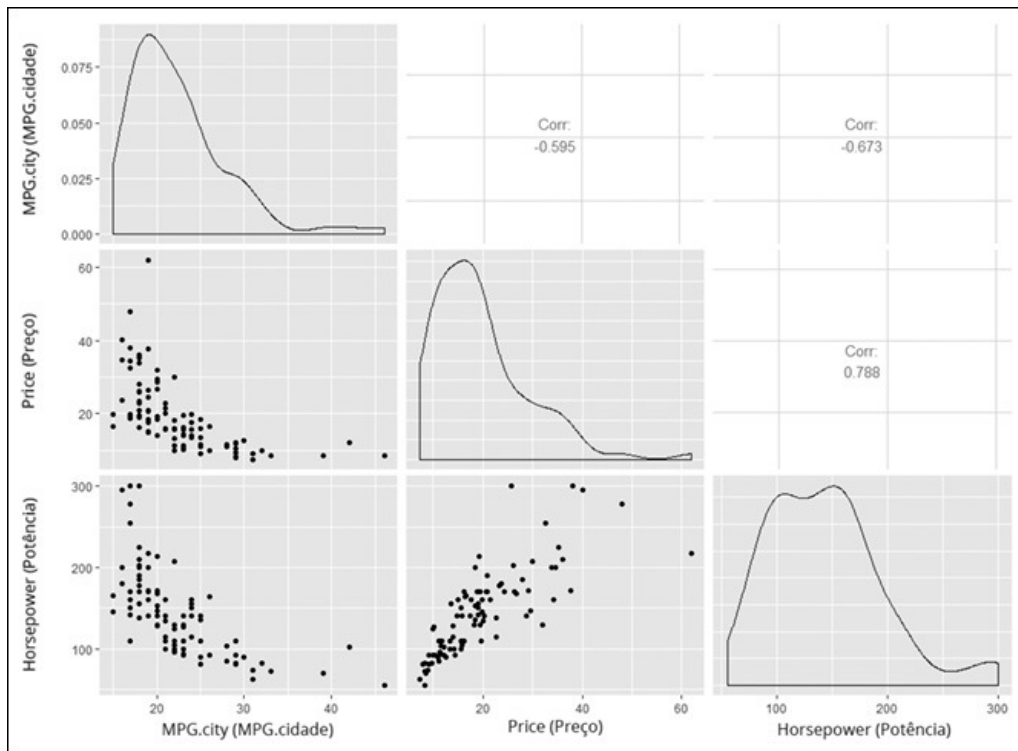 MPG.city (MPG.cidade)
0.075
0.050
0.025
0.000
Corr:
-0.595
Corr:
-0.673
Price (Preço)
60
40
20
Corr:
0.788
Horsepower (Potência)
300
200
100
20
30
40
MPG.city (MPG.cidade)
20
40
60
Price (Preço)
100
200
300
Horsepower (Potência)